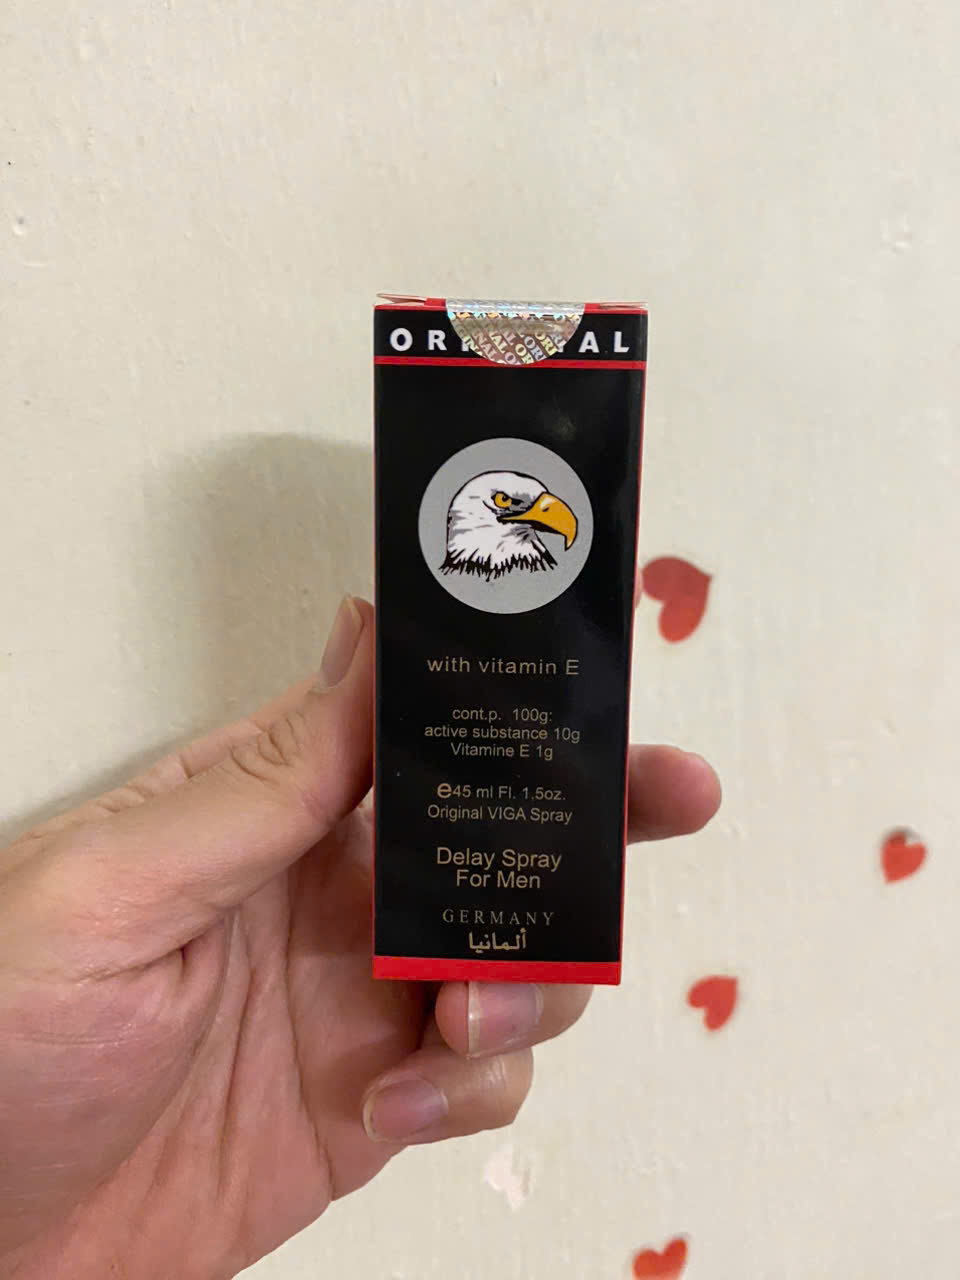 with vitamin E
cont.p. 100g:
active substance 10g
Vitamine E 1g
e45 ml Fl. 1,5oz.
Original VIGA Spray
Delay Spray
For Men
GERMANY
ألمانيا